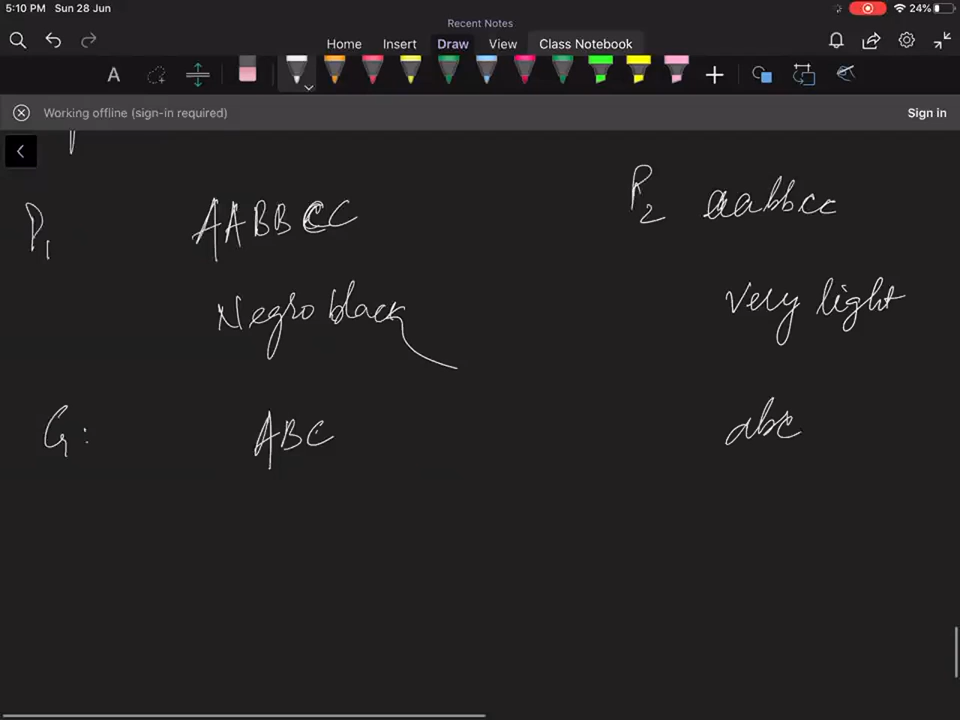 5:10 PM Sun 28 Jun
24%
Recent Notes
Home Insert Draw View Class Notebook
A
Working offline (sign-in required) Sign in
P1 AABBCC
P2 aabbcc
Negro black
very light
G: ABC
abc